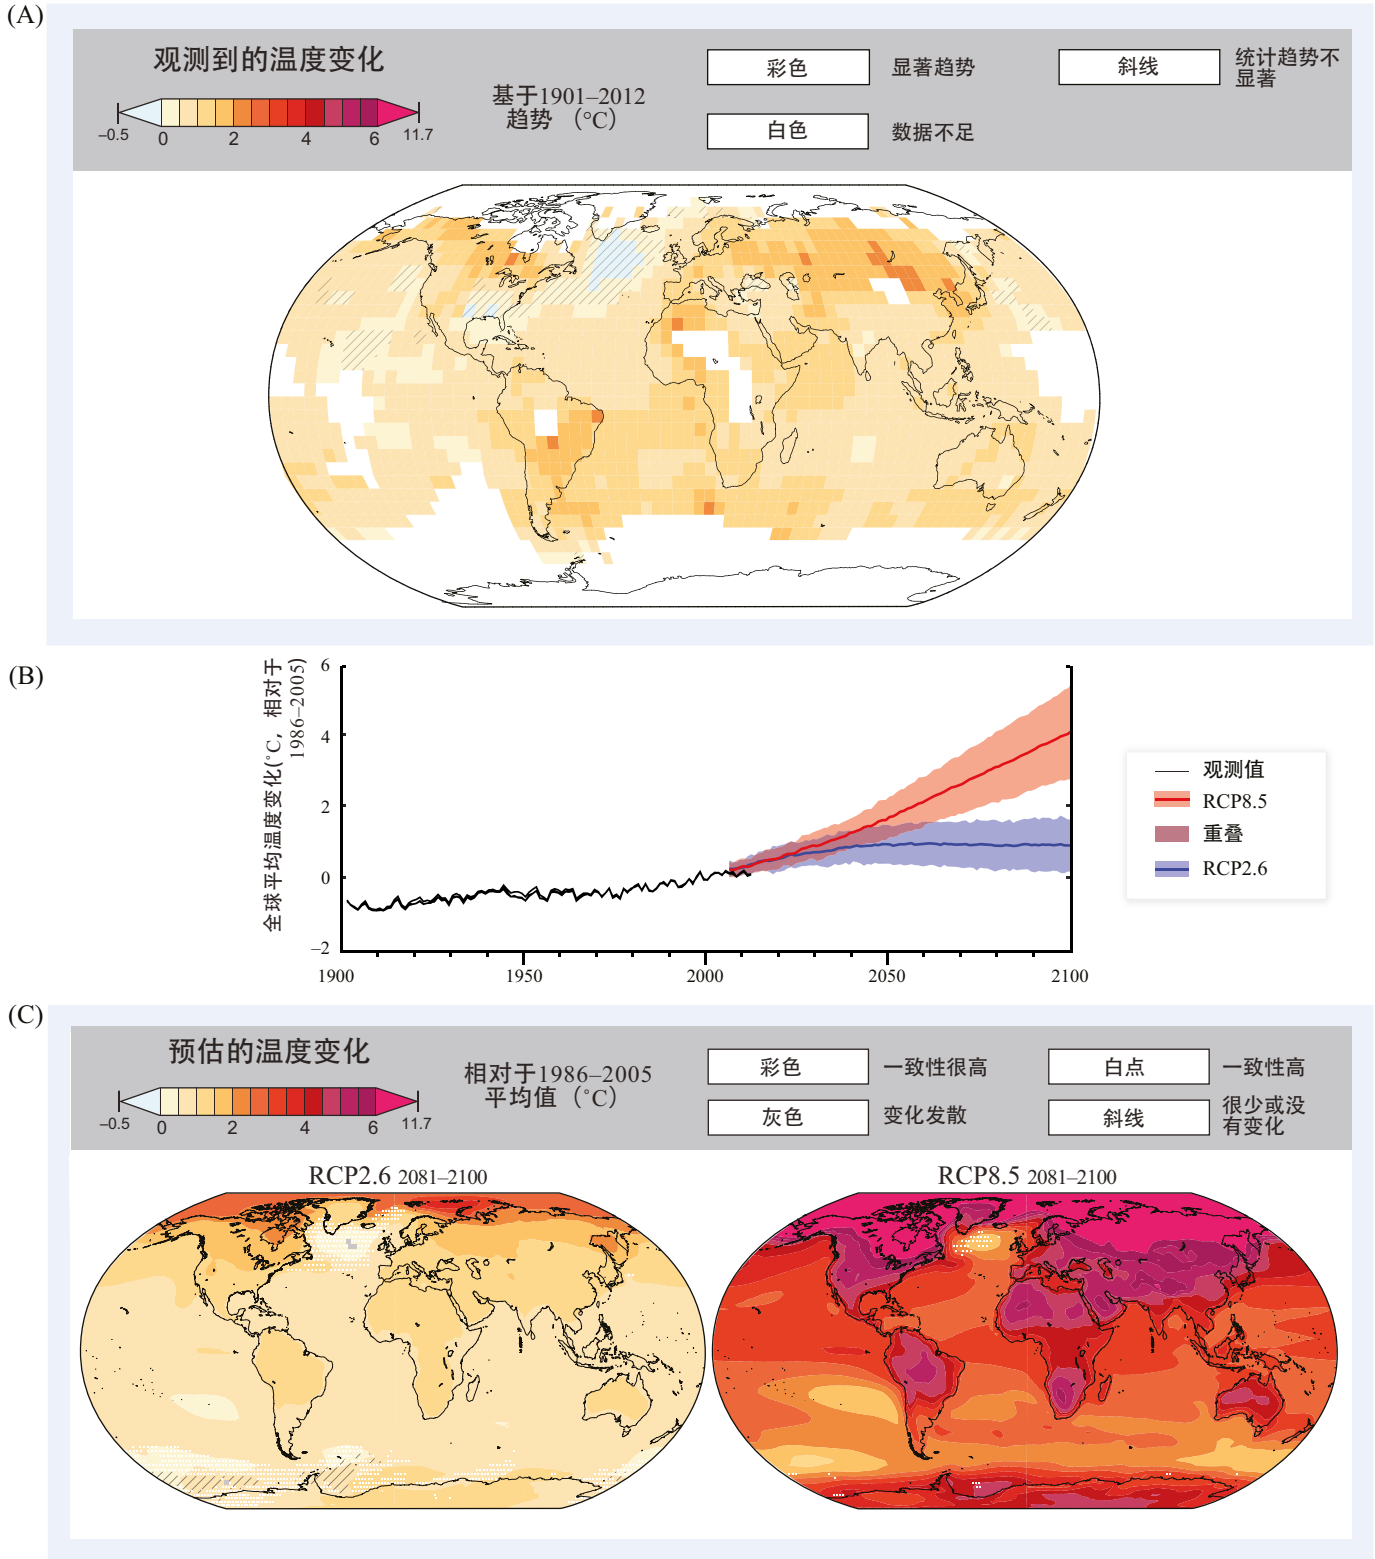 (A)
观测到的温度变化
–0.5
0
2
4
6
11.7
基于1901–2012
趋势 （°C）
彩色
显著趋势
斜线
统计趋势不
显著
白色
数据不足
(B)
全球平均温度变化(°C，相对于
1986–2005)
6
4
2
0
–2
1900
1950
2000
2050
2100
观测值
RCP8.5
重叠
RCP2.6
(C)
预估的温度变化
–0.5
0
2
4
6
11.7
相对于1986–2005
平均值（°C）
彩色
一致性很高
白点
一致性高
灰色
变化发散
斜线
很少或没
有变化
RCP2.6 2081–2100
RCP8.5 2081–2100